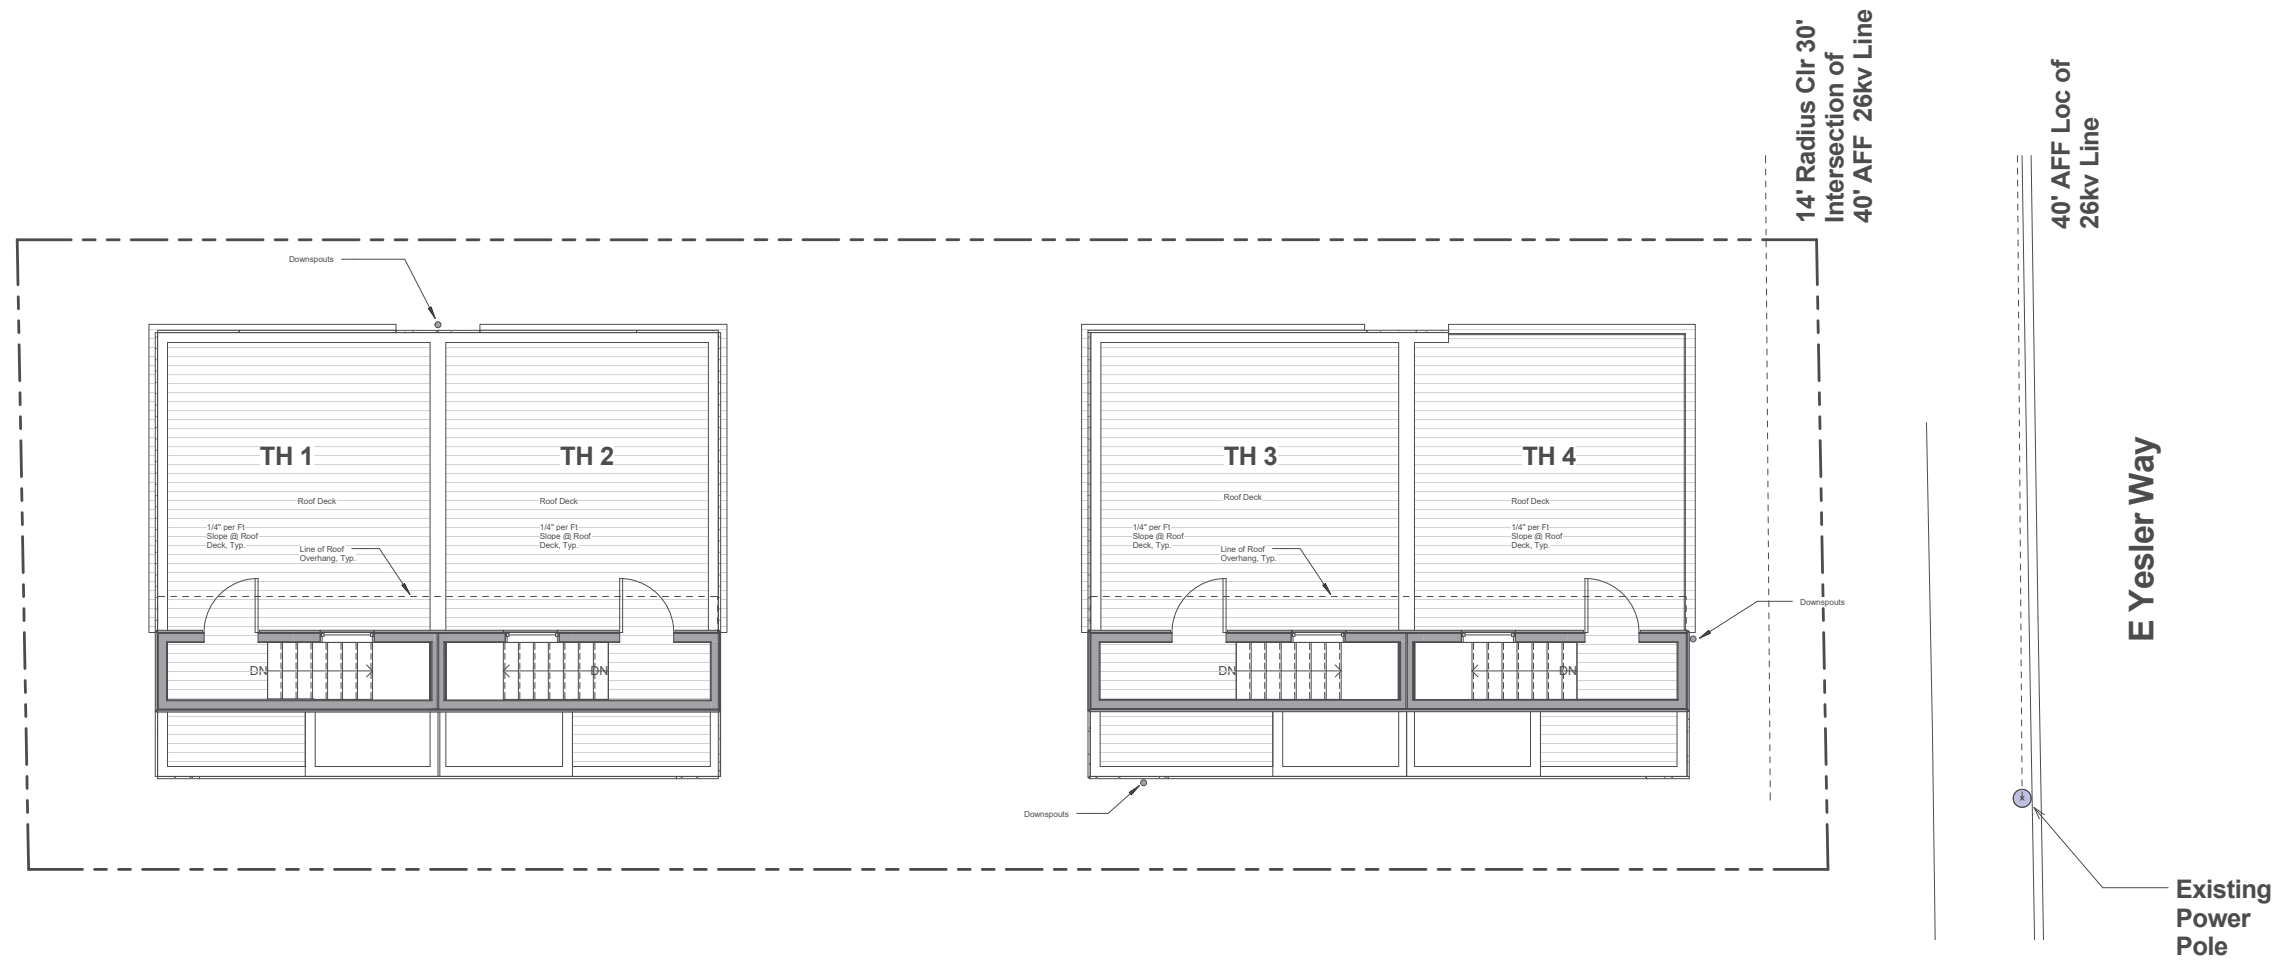 14' Radius Clr 30'
Intersection of
40' AFF  26kv Line
40' AFF Loc of
26kv Line
Downspouts
TH 1
TH 2
TH 3
TH 4
Roof Deck
Roof Deck
Roof Deck
Roof Deck
1/4" per Ft
Slope @ Roof
Deck, Typ.
Line of Roof
Overhang, Typ.
1/4" per Ft
Slope @ Roof
Deck, Typ.
1/4" per Ft
Slope @ Roof
Deck, Typ.
Line of Roof
Overhang, Typ.
1/4" per Ft
Slope @ Roof
Deck, Typ.
E Yesler Way
Downspouts
DN
DN
DN
DN
Downspouts
Existing
Power
Pole